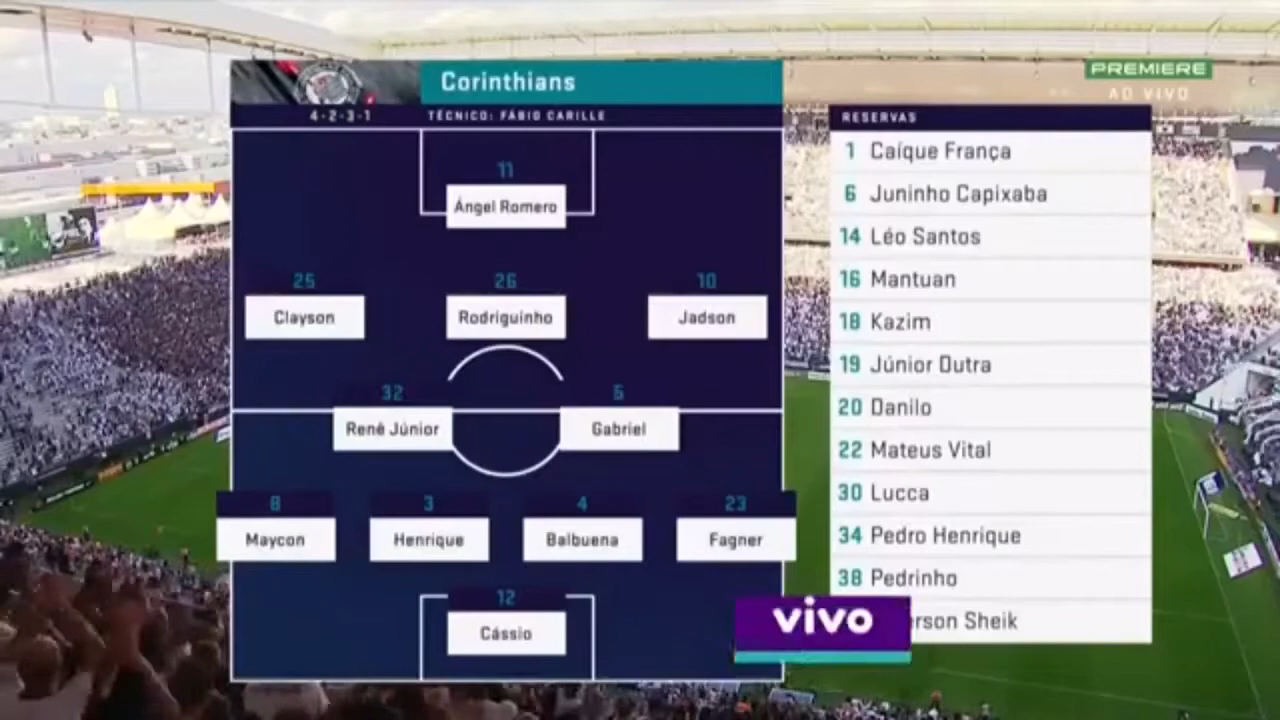 Corinthians
PREMIERE
AO VIVO
4-2-3-1
TÉCNICO: FÁBIO CARILLE
RESERVAS
11
Ángel Romero
25
Clayson
26
Rodriguinho
10
Jadson
32
Renê Júnior
5
Gabriel
8
Maycon
3
Henrique
4
Balbuena
23
Fagner
12
Cássio
1 Caíque França
6 Juninho Capixaba
14 Léo Santos
16 Mantuan
18 Kazim
19 Júnior Dutra
20 Danilo
22 Mateus Vital
30 Lucca
34 Pedro Henrique
38 Pedrinho
erson Sheik
vivo